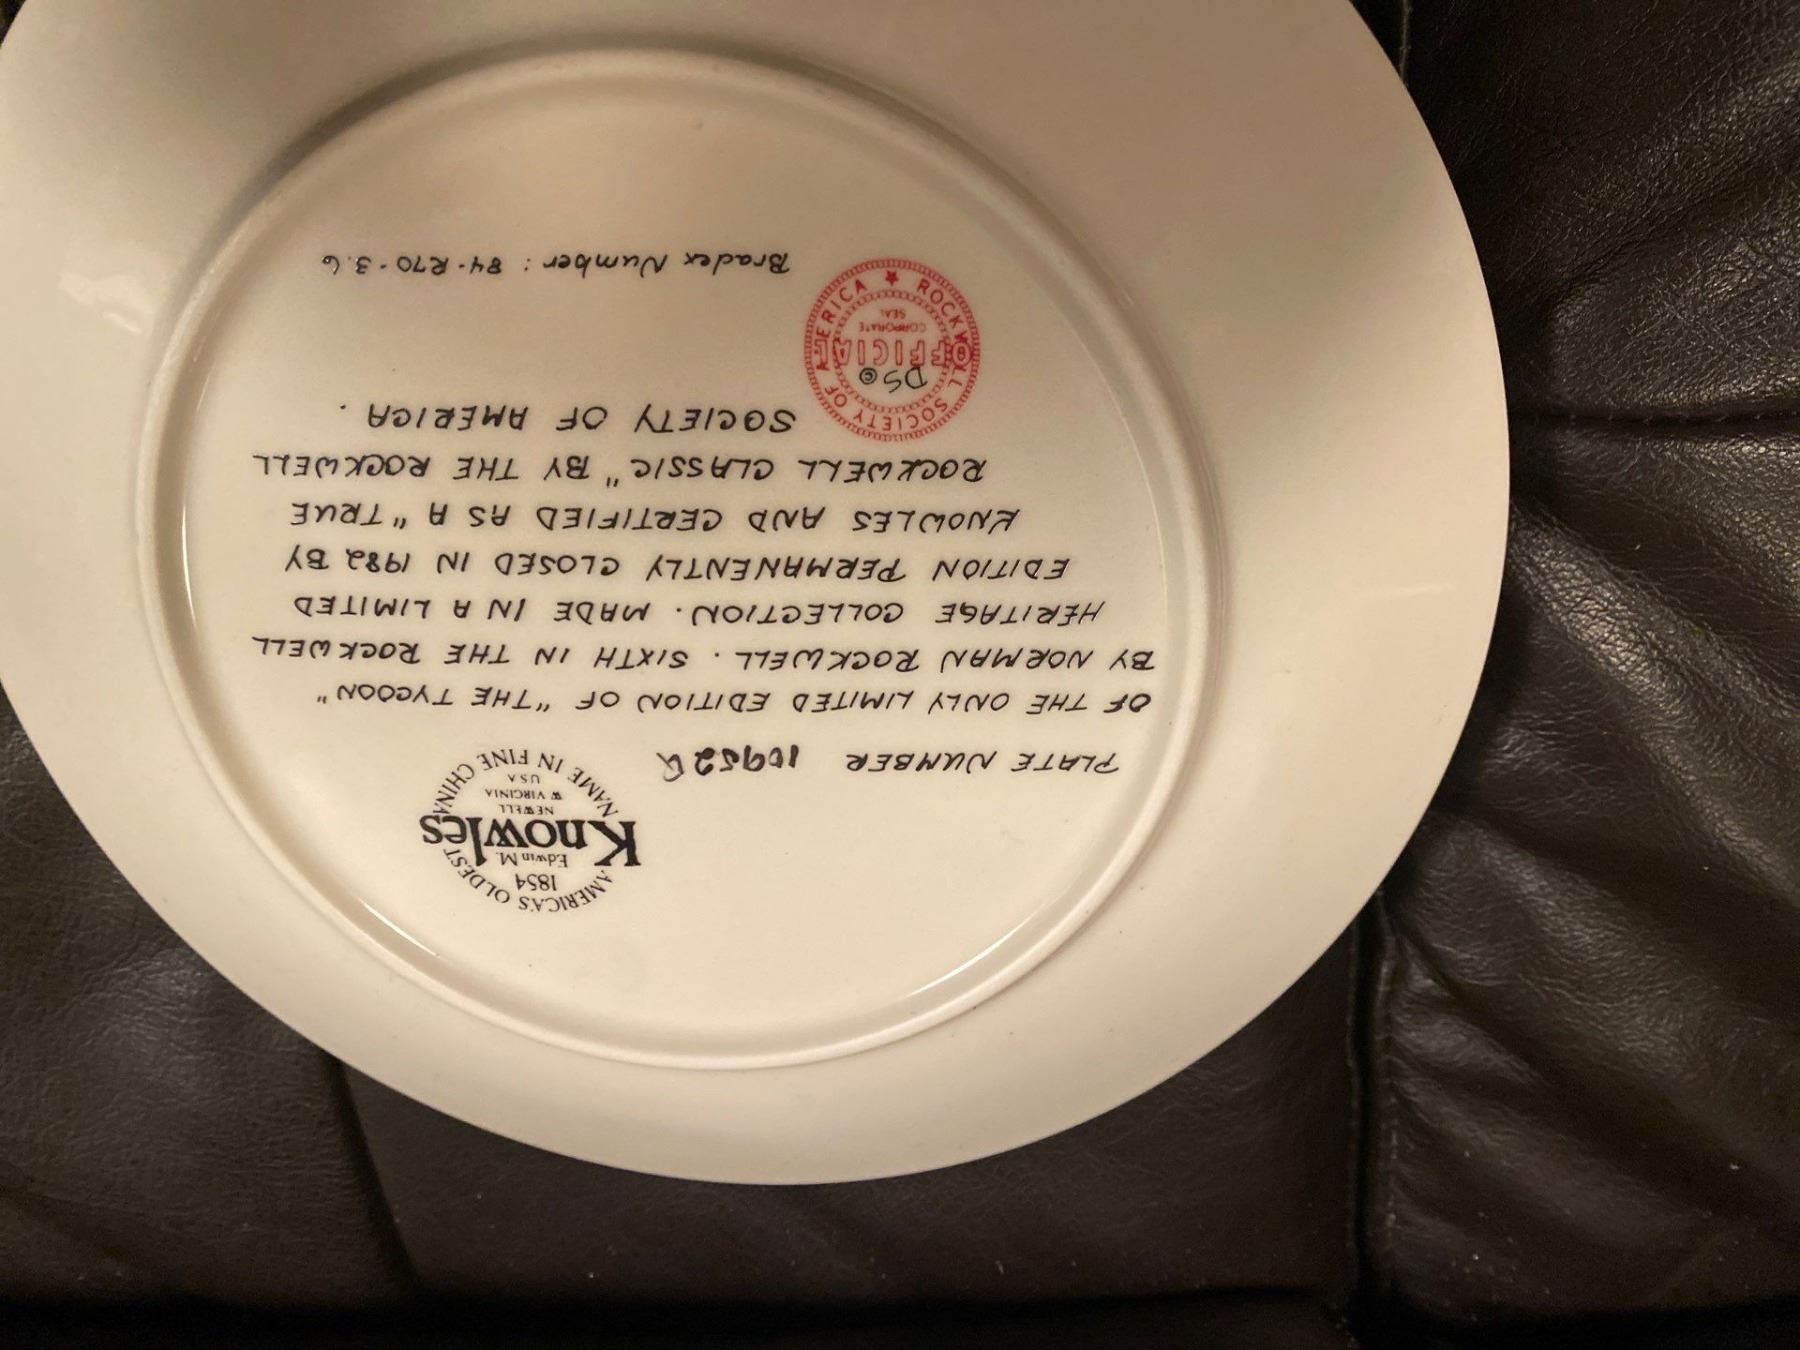 AMERICA'S OLDEST NAME IN FINE CHINA
1854
Edwin M.
Knowles
NEWELL
W VIRGINIA
USA
PLATE NUMBER 10952Q
OF THE ONLY LIMITED EDITION OF "THE TYCOON"
BY NORMAN ROCKWELL. SIXTH IN THE ROCKWELL
HERITAGE COLLECTION. MADE IN A LIMITED
EDITION PERMANENTLY CLOSED IN 1982 BY
KNOWLES AND CERTIFIED AS A "TRUE
ROCKWELL CLASSIC" BY THE ROCKWELL
SOCIETY OF AMERICA.
ROCKWELL SOCIETY OF AMERICA
DS©
OFFICIAL
CORPORATE
SEAL
Bradex Number: 84-R70-3.6